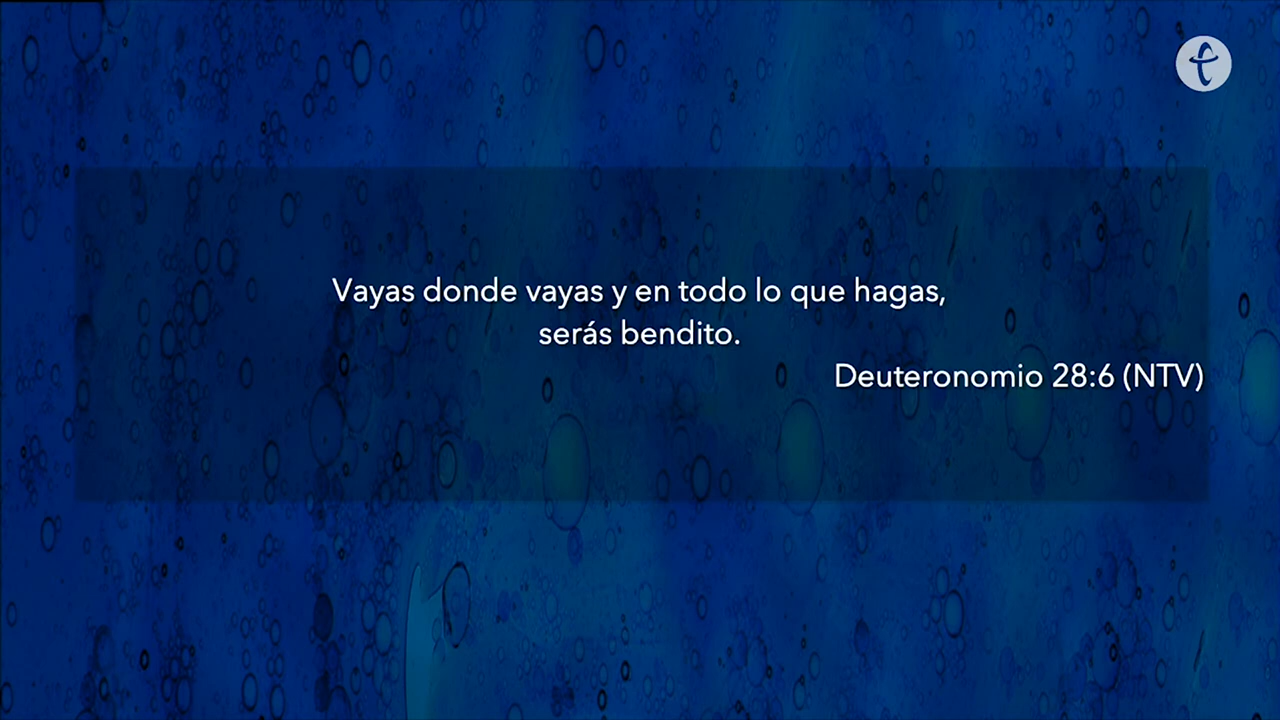 Vayas donde vayas y en todo lo que hagas,
serás bendito.
Deuteronomio 28:6 (NTV)